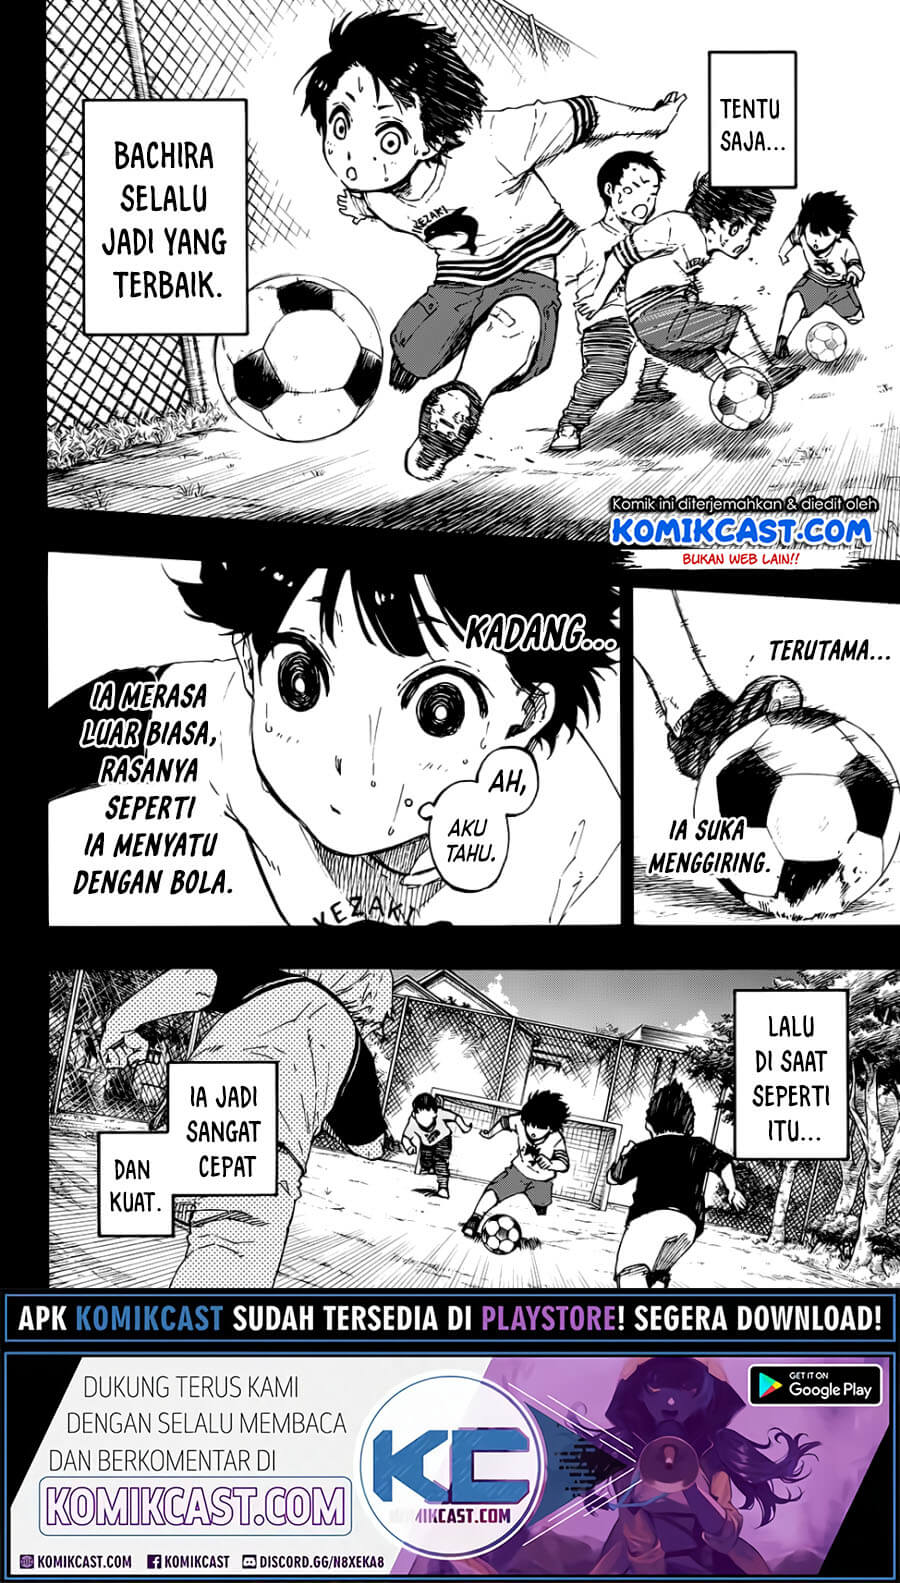 TENTU
SAJA...
BACHIRA
SELALU
JADI YANG
TERBAIK.
WEZAKI
Komik ini diterjemahkan & diedit oleh
KOMIKCAST.COM
BUKAN WEB LAIN!!
TERUTAMA...
IA SUKA
MENGGIRING.
KADANG...
IA MERASA
LUAR BIASA,
RASANYA
SEPERTI
IA MENYATU
DENGAN BOLA.
AH,
AKU
TAHU.
KEZAKI
LALU
DI SAAT
SEPERTI
ITU...
IA JADI
SANGAT
CEPAT
DAN
KUAT.
APK KOMIKCAST SUDAH TERSEDIA DI PLAYSTORE! SEGERA DOWNLOAD!
DUKUNG TERUS KAMI
DENGAN SELALU MEMBACA
DAN BERKOMENTAR DI
KOMIKCAST.COM
KOMIKCAST.COM KOMIKCAST DISCORD.GG/N8XEKA8
KC
KOMIKCAST.COM
GET IT ON
Google Play